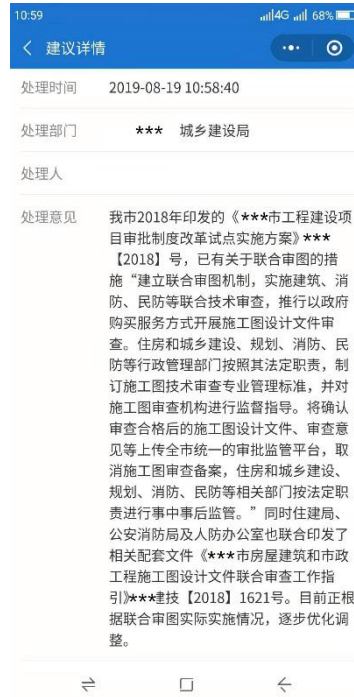 10:59 4G 68%
建议详情
处理时间 2019-08-19 10:58:40
处理部门 *** 城乡建设局
处理人
处理意见 我市2018年印发的《***市工程建设项
目审批制度改革试点实施方案》***
【2018】号，已有关于联合审图的措
施“建立联合审图机制，实施建筑、消
防、民防等联合技术审查，推行以政府
购买服务方式开展施工图设计文件审
查。住房和城乡建设、规划、消防、民
防等行政管理部门按照其法定职责，制
订施工图技术审查专业管理标准，并对
施工图审查机构进行监督指导。将确认
审查合格后的施工图设计文件、审查意
见等上传全市统一的审批监管平台，取
消施工图审查备案，住房和城乡建设、
规划、消防、民防等相关部门按法定职
责进行事中事后监管。”同时住建局、
公安消防局及人防办公室也联合印发了
相关配套文件《***市房屋建筑和市政
工程施工图设计文件联合审查工作指
引》***建技【2018】1621号。目前正根
据联合审图实际实施情况，逐步优化调
整。